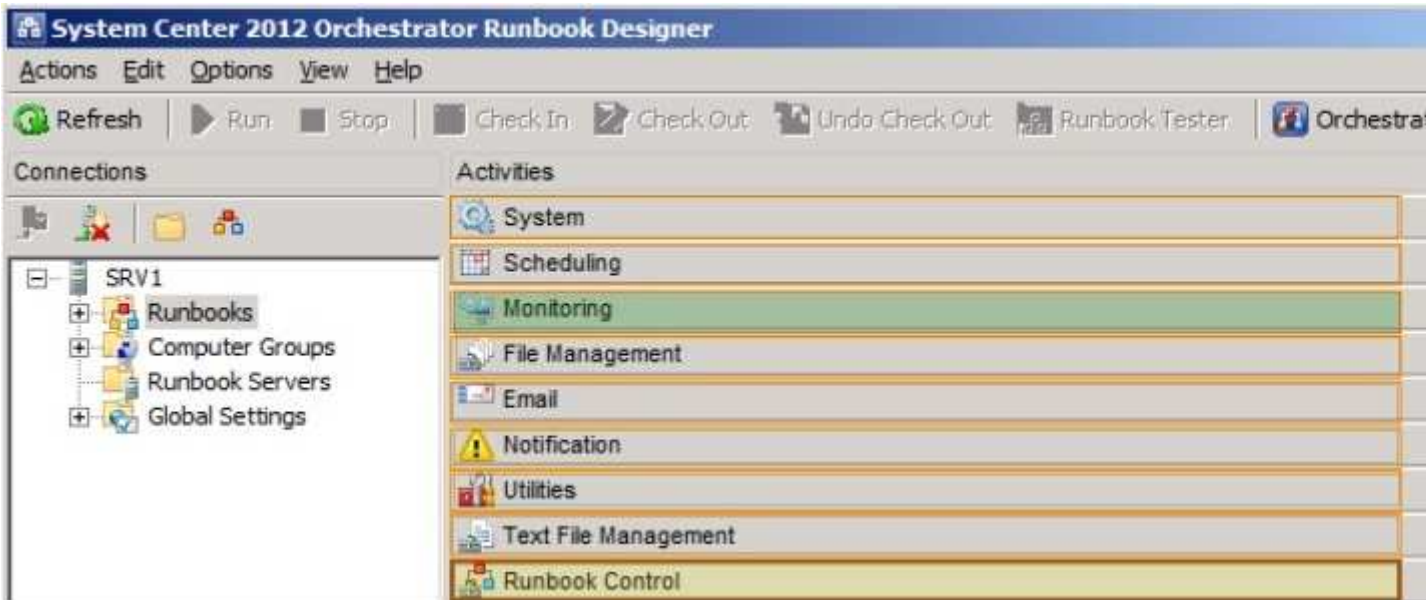 System Center 2012 Orchestrator Runbook Designer
Actions Edit Options View Help
Refresh Run Stop Check In Check Out Undo Check Out Runbook Tester Orchestrat
Connections
Activities
SRV1
Runbooks
Computer Groups
Runbook Servers
Global Settings
System
Scheduling
Monitoring
File Management
Email
Notification
Utilities
Text File Management
Runbook Control